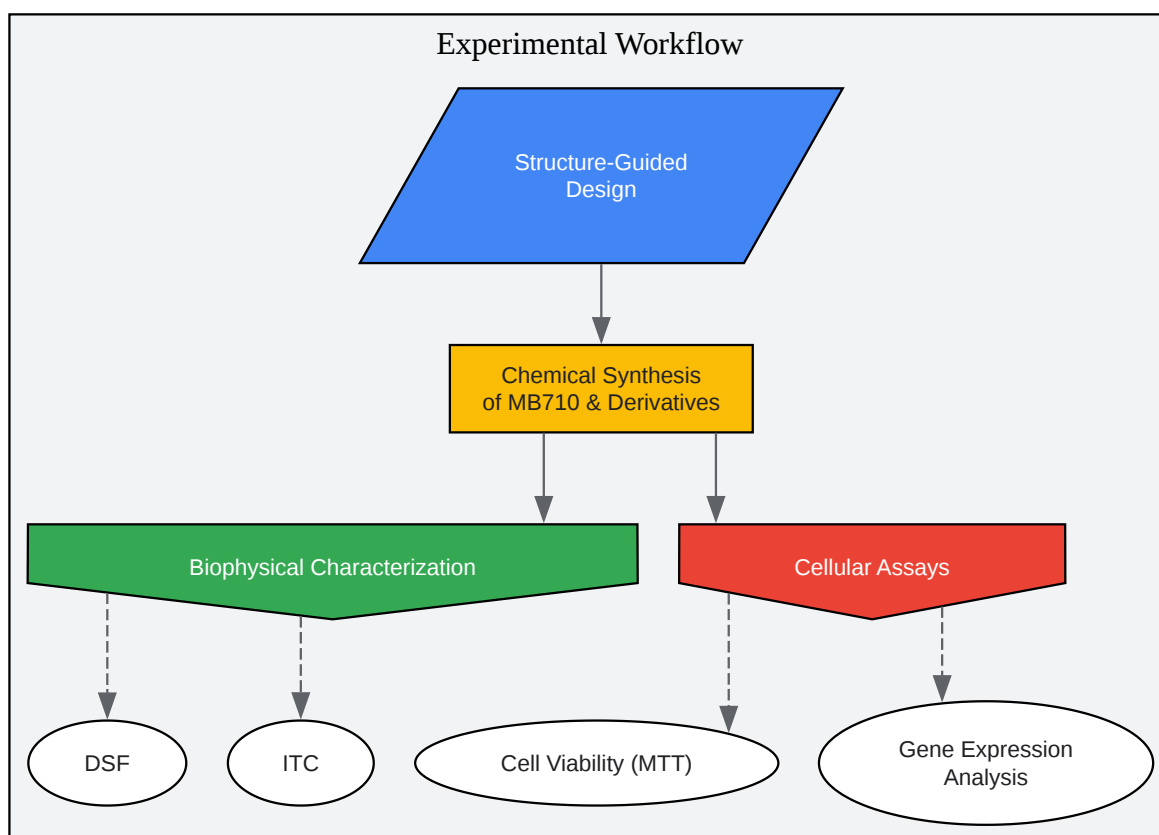 Experimental Workflow
Structure-Guided
Design
Chemical Synthesis
of MB710 & Derivatives
Biophysical Characterization
Cellular Assays
DSF
ITC
Cell Viability (MTT)
Gene Expression
Analysis